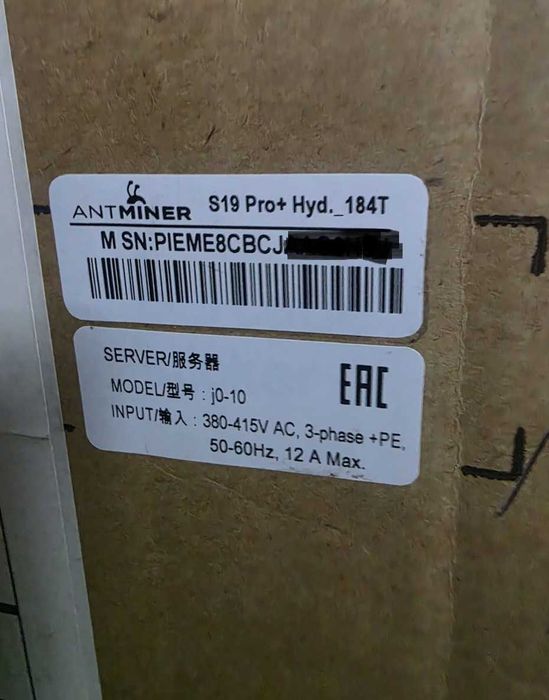 ANTMINER S19 Pro+ Hyd._184T
M SN:PIEME8CBCJ
SERVER/服务器
EAC
MODEL/型号 : j0-10
INPUT/输入 : 380-415V AC, 3-phase +PE,
50-60Hz, 12 A Max.